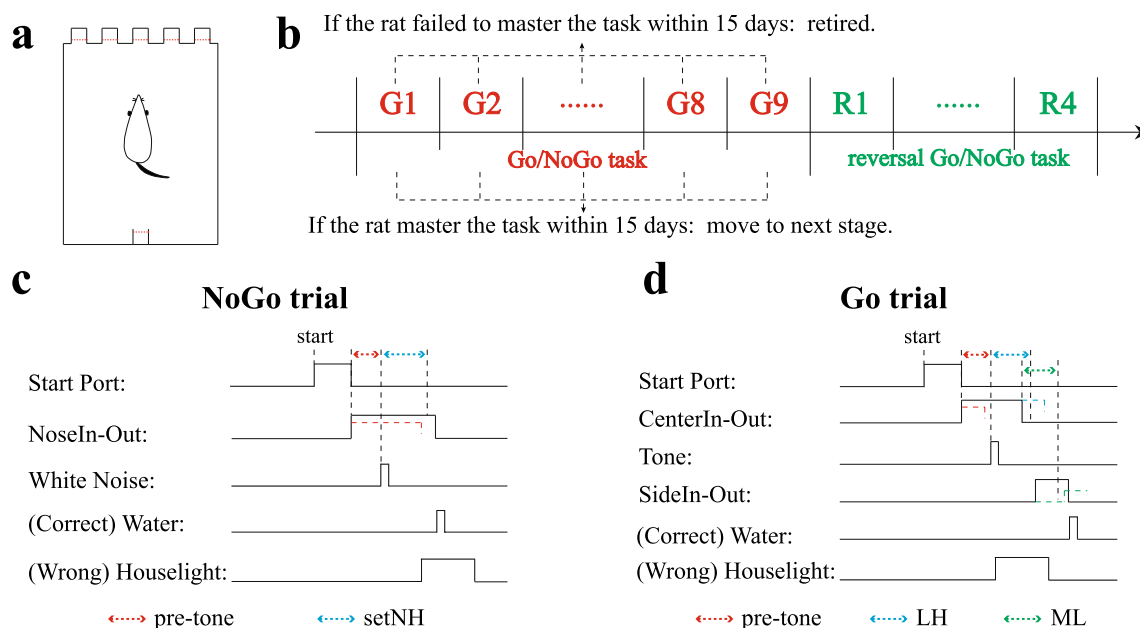 a
b
If the rat failed to master the task within 15 days: retired.
G1 G2 ...... G8 G9 R1 ...... R4
Go/NoGo task
reversal Go/NoGo task
If the rat master the task within 15 days: move to next stage.
c
NoGo trial
start
Start Port:
NoseIn-Out:
White Noise:
(Correct) Water:
(Wrong) Houselight:
pre-tone setNH
d
Go trial
start
Start Port:
CenterIn-Out:
Tone:
SideIn-Out:
(Correct) Water:
(Wrong) Houselight:
pre-tone LH ML